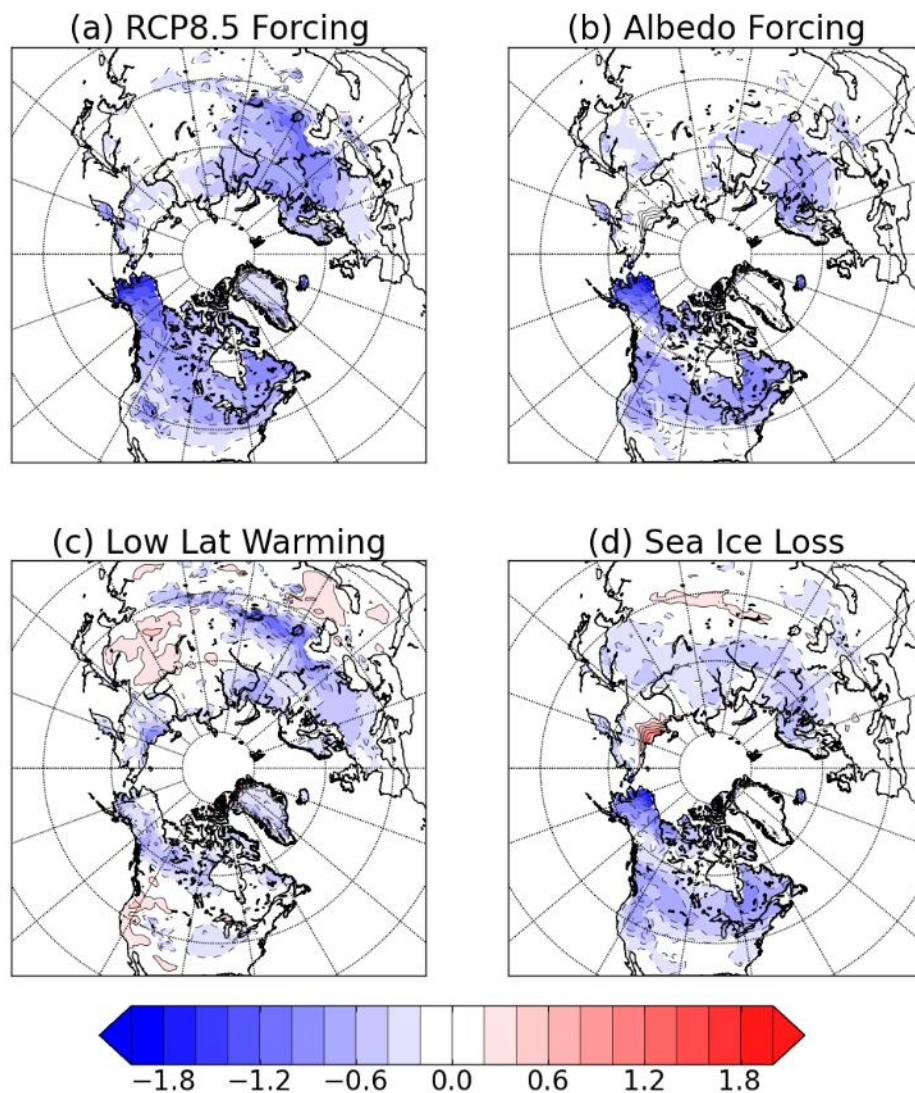 (a) RCP8.5 Forcing
(b) Albedo Forcing
(c) Low Lat Warming
(d) Sea Ice Loss
−1.8 −1.2 −0.6 0.0 0.6 1.2 1.8